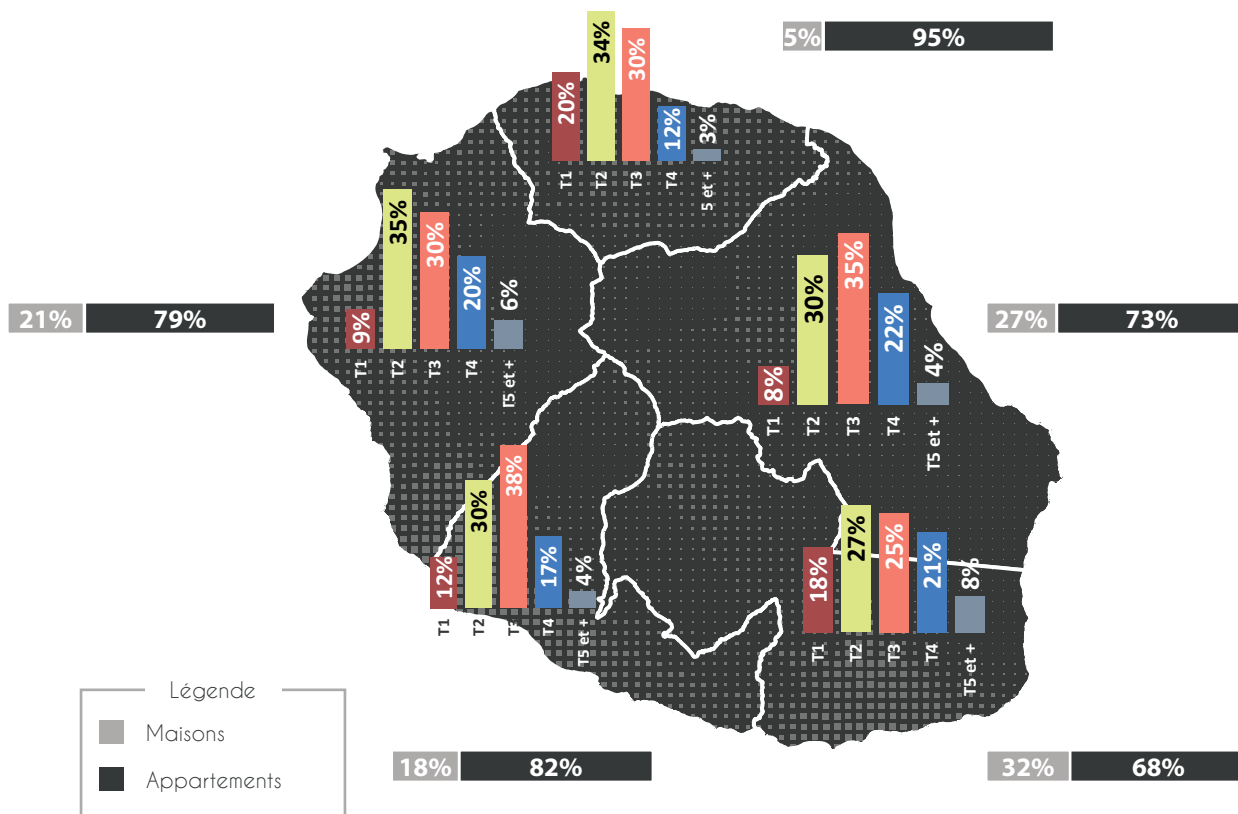 5% 95%
20% 34% 30% 12% 3%
T1 T2 T3 T4 5 et +
9% 35% 30% 20% 6%
T1 T2 T3 T4 T5 et +
21% 79%
8% 30% 35% 22% 4%
T1 T2 T3 T4 T5 et +
27% 73%
12% 30% 38% 17% 4%
T1 T2 T3 T4 T5 et +
18% 27% 25% 21% 8%
T1 T2 T3 T4 T5 et +
Légende
Maisons
Appartements
18% 82%
32% 68%